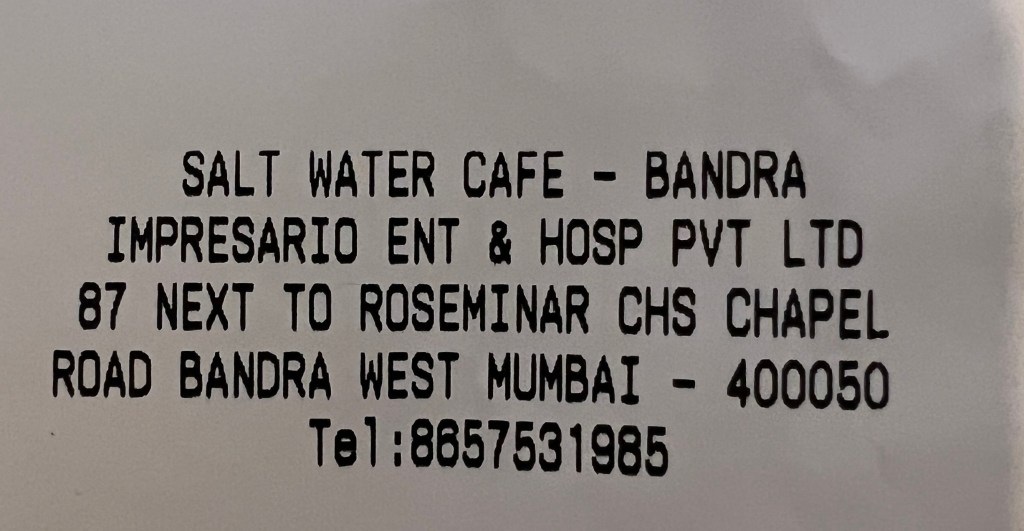 SALT WATER CAFE - BANDRA
IMPRESARIO ENT & HOSP PVT LTD
87 NEXT TO ROSEMINAR CHS CHAPEL
ROAD BANDRA WEST MUMBAI - 400050
Tel:8657531985